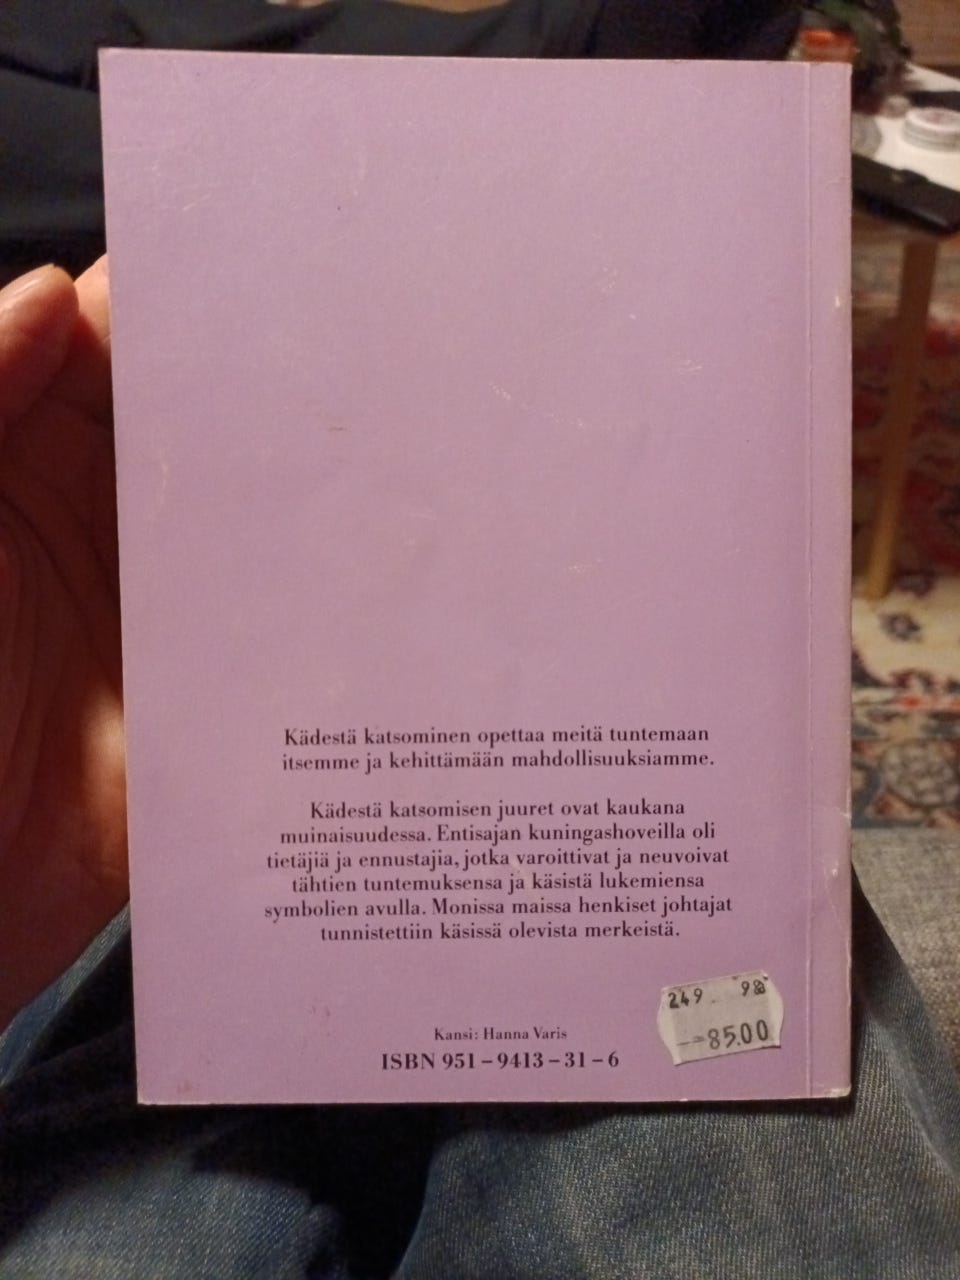 Kädestä katsominen opettaa meitä tuntemaan
itsemme ja kehittämään mahdollisuuksiamme.
Kädestä katsomisen juuret ovat kaukana
muinaisuudessa. Entisajan kuningashoveilla oli
tietäjiä ja ennustajia, jotka varoittivat ja neuvoivat
tähtien tuntemuksensa ja käsistä lukemiensa
symbolien avulla. Monissa maissa henkiset johtajat
tunnistettiin käsissä olevista merkeistä.
Kansi: Hanna Varis
ISBN 951–9413–31–6
249
85.00